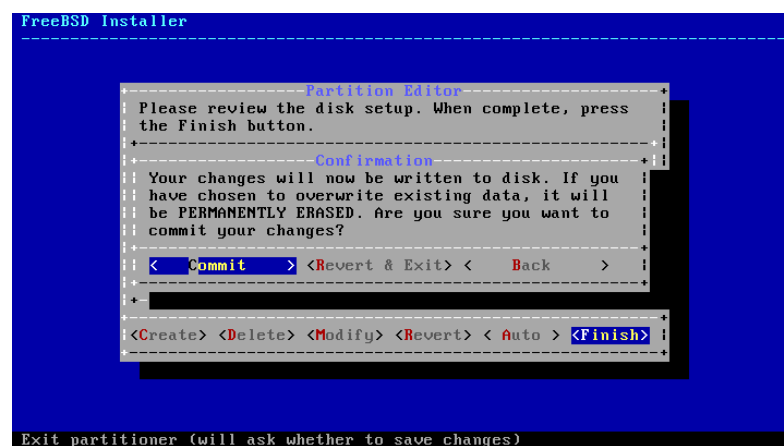 FreeBSD Installer
Partition Editor
Please review the disk setup. When complete, press
the Finish button.
Confirmation
Your changes will now be written to disk. If you
have chosen to overwrite existing data, it will
be PERMANENTLY ERASED. Are you sure you want to
commit your changes?
< Commit > <Revert & Exit> < Back >
<Create> <Delete> <Modify> <Revert> < Auto > <Finish>
Exit partitioner (will ask whether to save changes)